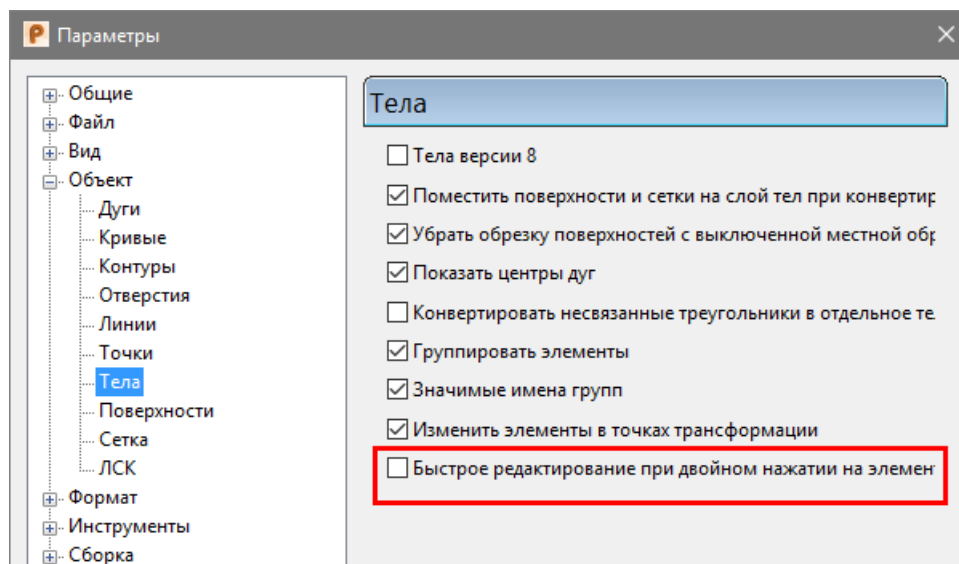 Параметры
Общие
Файл
Вид
Объект
Дуги
Кривые
Контуры
Отверстия
Линии
Точки
Тела
Поверхности
Сетка
ЛСК
Формат
Инструменты
Сборка
Тела
Тела версии 8
Поместить поверхности и сетки на слой тел при конвертир
Убрать обрезку поверхностей с выключенной местной обр
Показать центры дуг
Конвертировать несвязанные треугольники в отдельное те
Группировать элементы
Значимые имена групп
Изменить элементы в точках трансформации
Быстрое редактирование при двойном нажатии на элемент